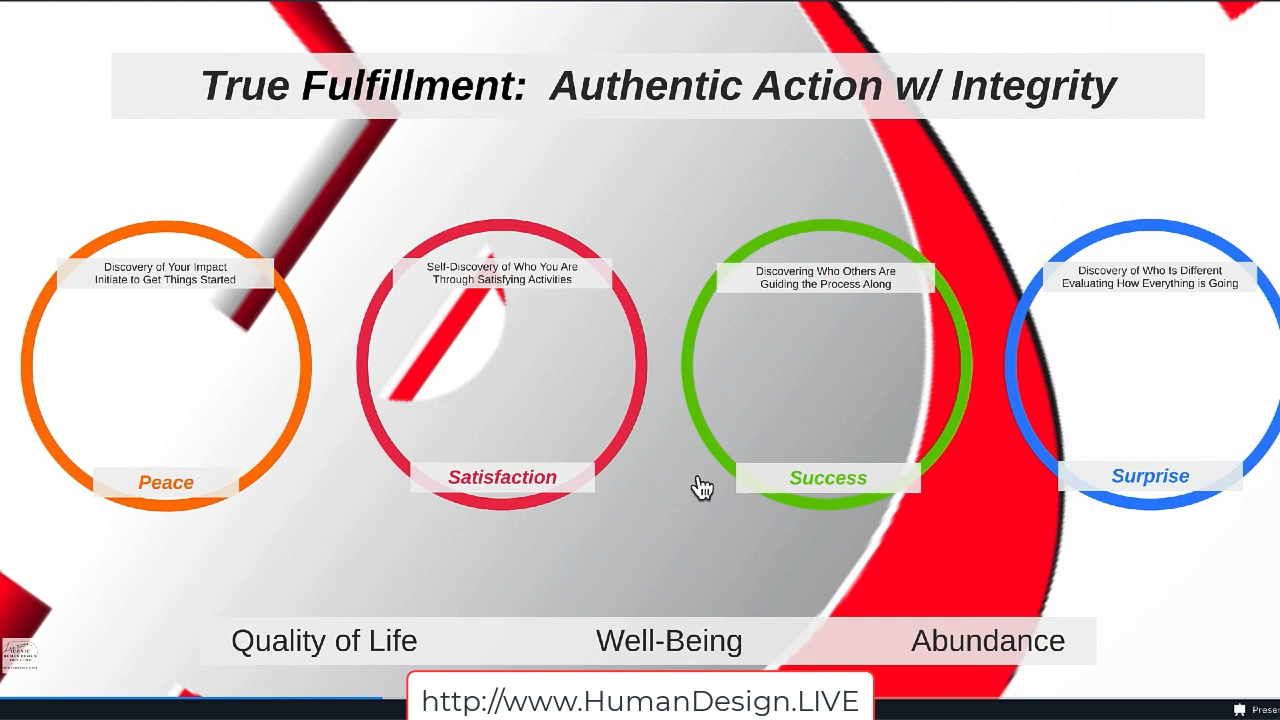 True Fulfillment: Authentic Action w/ Integrity
Discovery of Your Impact
Initiate to Get Things Started
Peace
Self-Discovery of Who You Are
Through Satisfying Activities
Satisfaction
Discovering Who Others Are
Guiding the Process Along
Success
Discovery of Who Is Different
Evaluating How Everything is Going
Surprise
Quality of Life Well-Being Abundance
http://www.HumanDesign.LIVE